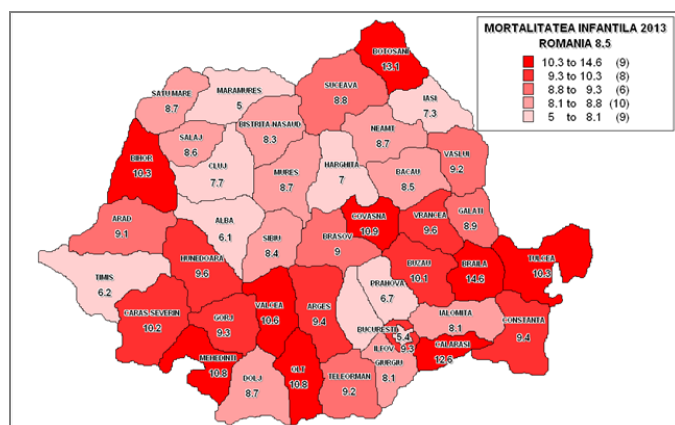 MORTALITATEA INFANTILA 2013
ROMANIA 8.5
10.3 to 14.6 (9)
9.3 to 10.3 (8)
8.8 to 9.3 (6)
8.1 to 8.8 (10)
5 to 8.1 (9)
BOTOSANI
13.1
SATU MARE
8.7
MARAMURES
5
SUCEAVA
8.8
IASI
7.3
BISTRITA-NASAUD
8.3
SALAJ
8.6
NEAMT
8.7
BIHOR
10.3
CLUJ
7.7
MURES
8.7
HARGHITA
7
BACAU
8.5
VASLUI
9.2
ARAD
9.1
ALBA
6.1
SIBIU
8.4
BRASOV
9
COVASNA
10.9
VRANCEA
9.6
GALATI
8.9
TIMIS
6.2
HUNEDOARA
9.6
BUZAU
10.1
BRAILA
14.6
TULCEA
10.3
CARAS-SEVERIN
10.2
GORJ
9.3
VALCEA
10.6
ARGES
9.4
PRAHOVA
6.7
IALOMITA
8.1
CONSTANTA
9.4
BUCURESTI
5.4
ILFOV
9.3
CALARASI
12.6
MEHEDINTI
10.8
DOLJ
8.7
OLT
10.8
TELEORMAN
9.2
GIURGIU
8.1